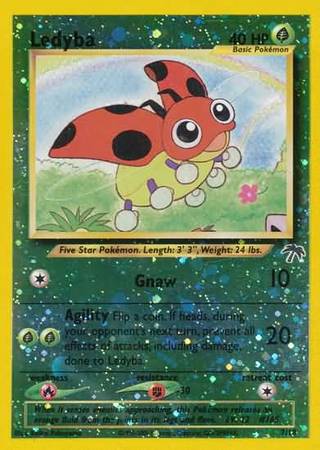 Ledyba
40 HP
Basic Pokémon
Five Star Pokémon. Length: 3' 3", Weight: 24 lbs.
Gnaw 10
Agility Flip a coin. If heads, during
your opponent's next turn, prevent all
effects of attacks, including damage,
done to Ledyba.
20
weakness resistance retreat cost
-30
When it senses enemies approaching, this Pokémon releases a
strange fluid from the joints in its legs and